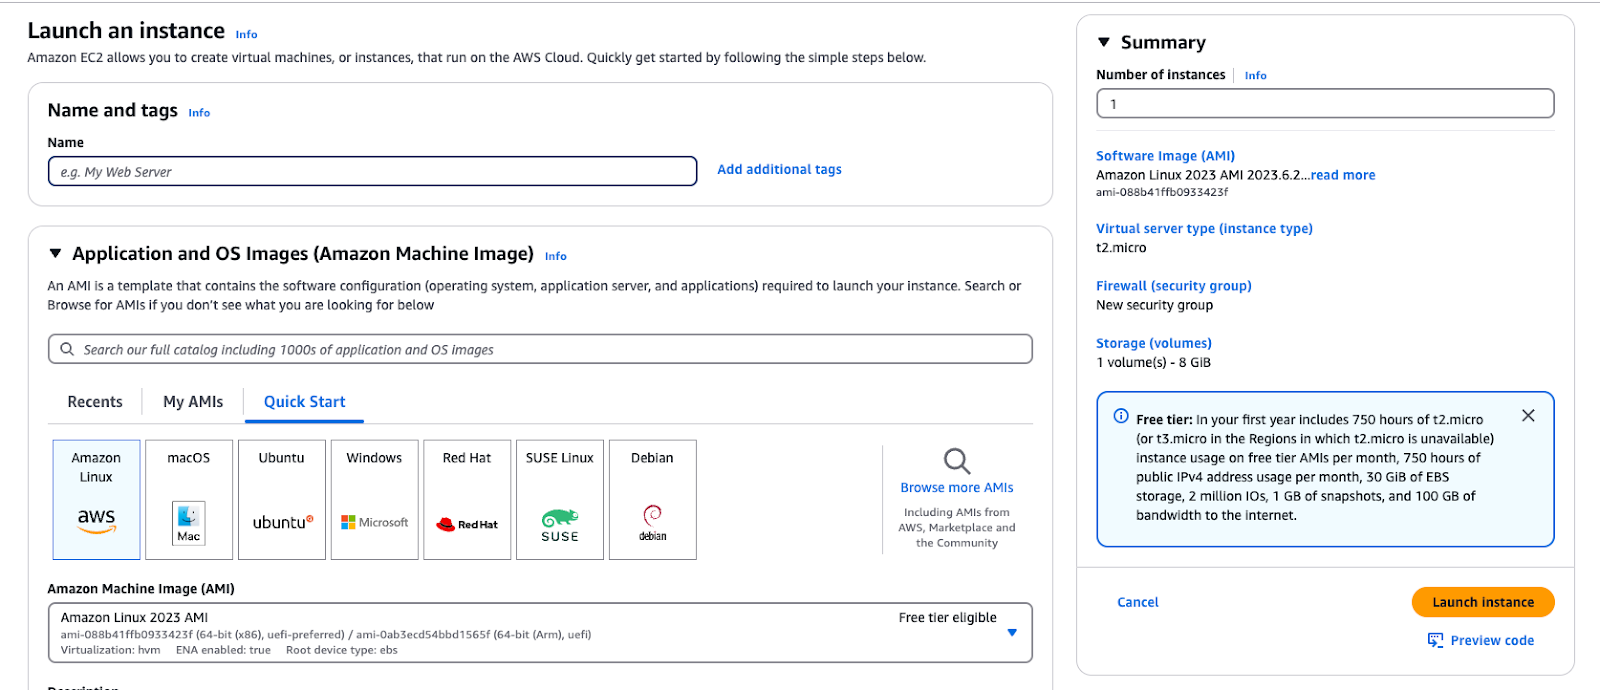 Launch an instance Info
Amazon EC2 allows you to create virtual machines, or instances, that run on the AWS Cloud. Quickly get started by following the simple steps below.
Name and tags Info
Name
e.g. My Web Server
Add additional tags
Application and OS Images (Amazon Machine Image) Info
An AMI is a template that contains the software configuration (operating system, application server, and applications) required to launch your instance. Search or
Browse for AMIs if you don't see what you are looking for below
Search our full catalog including 1000s of application and OS images
Recents
My AMIs
Quick Start
Amazon
Linux
aws
macOS
Mac
Ubuntu
ubuntu
Windows
Microsoft
Red Hat
Red Hat
SUSE Linux
SUSE
Debian
debian
Browse more AMIs
Including AMIs from
AWS, Marketplace and
the Community
Amazon Machine Image (AMI)
Amazon Linux 2023 AMI
Free tier eligible
ami-088b41ffb0933423f (64-bit (x86), uefi-preferred) / ami-0ab3ecd54bbd1565f (64-bit (Arm), uefi)
Virtualization: hvm ENA enabled: true Root device type: ebs
Description
Summary
Number of instances Info
1
Software Image (AMI)
Amazon Linux 2023 AMI 2023.6.2...read more
ami-088b41ffb0933423f
Virtual server type (instance type)
t2.micro
Firewall (security group)
New security group
Storage (volumes)
1 volume(s) - 8 GiB
Free tier: In your first year includes 750 hours of t2.micro
(or t3.micro in the Regions in which t2.micro is unavailable)
instance usage on free tier AMIs per month, 750 hours of
public IPv4 address usage per month, 30 GiB of EBS
storage, 2 million IOs, 1 GB of snapshots, and 100 GB of
bandwidth to the internet.
Cancel
Launch instance
Preview code